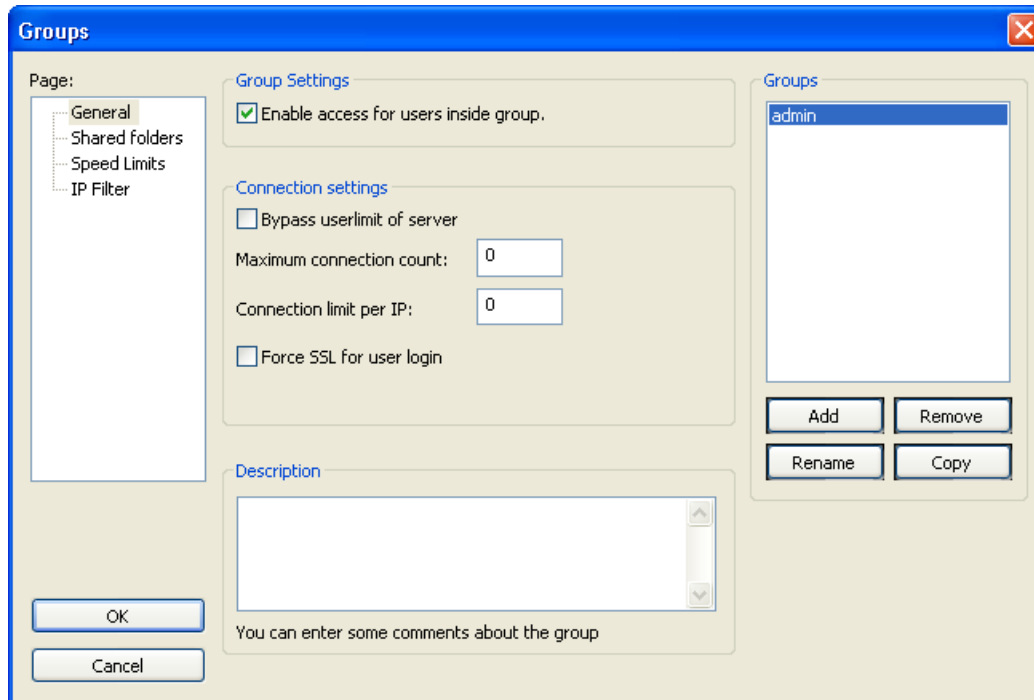 Groups
Page:
General
Shared folders
Speed Limits
IP Filter
Group Settings
Enable access for users inside group.
Connection settings
Bypass userlimit of server
Maximum connection count: 0
Connection limit per IP: 0
Force SSL for user login
Description
You can enter some comments about the group
Groups
admin
Add Remove
Rename Copy
OK
Cancel